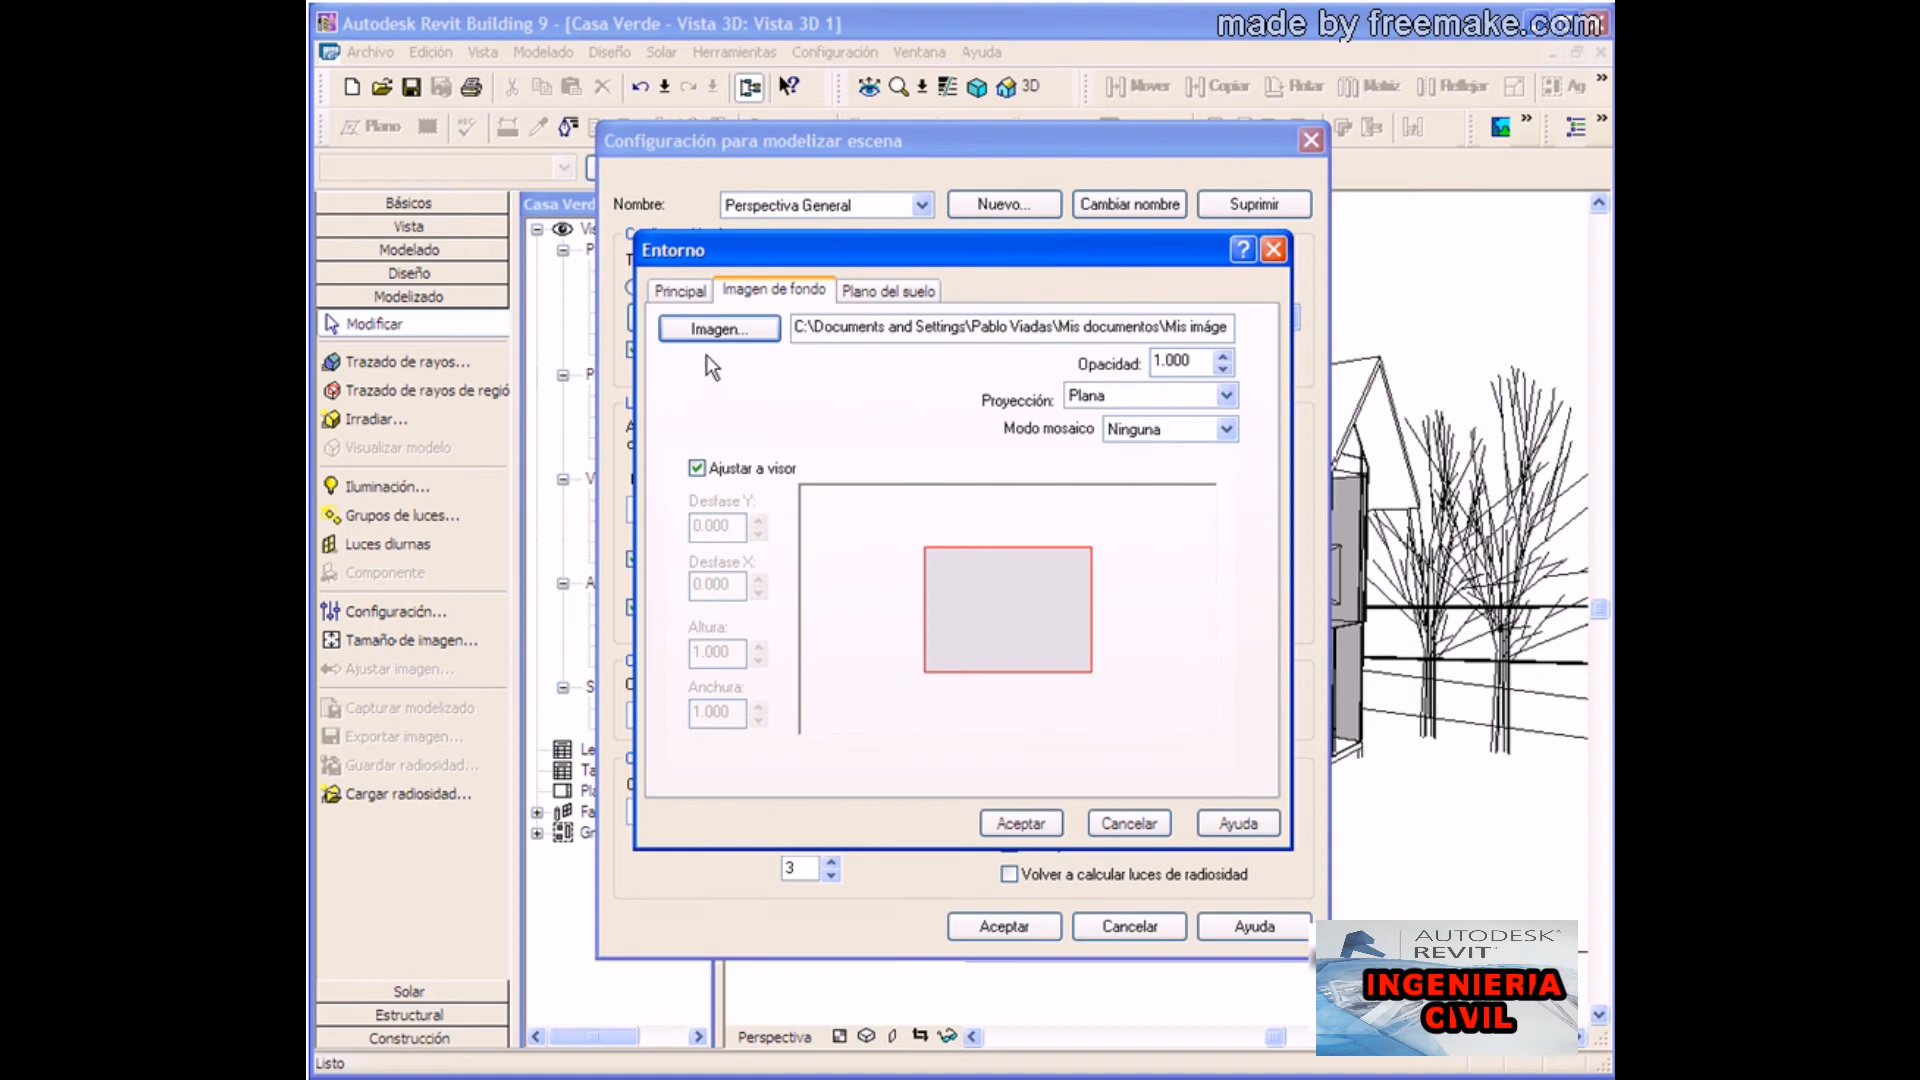 Autodesk Revit Building 9 - [Casa Verde - Vista 3D: Vista 3D 1]
made by freemake.com
Archivo Edición Vista Modelado Diseño Solar Herramientas Configuración Ventana Ayuda
3D Mover Copiar Rotar Matriz Reflejar Ag
Plano
Configuración para modelizar escena
Nombre: Perspectiva General Nuevo... Cambiar nombre Suprimir
Básicos
Vista
Modelado
Diseño
Modelizado
Modificar
Trazado de rayos...
Trazado de rayos de regió
Irradiar...
Visualizar modelo
Iluminación...
Grupos de luces...
Luces diurnas
Componente
Configuración...
Tamaño de imagen...
Ajustar imagen...
Capturar modelizado
Exportar imagen...
Guardar radiosidad...
Cargar radiosidad...
Solar
Estructural
Construcción
Listo
Casa Verd
Entorno
Principal Imagen de fondo Plano del suelo
Imagen... C:\Documents and Settings\Pablo Viadas\Mis documentos\Mis imáge
Opacidad: 1.000
Proyección: Plana
Modo mosaico Ninguna
Ajustar a visor
Desfase Y:
0.000
Desfase X:
0.000
Altura:
1.000
Anchura:
1.000
Aceptar Cancelar Ayuda
3
Volver a calcular luces de radiosidad
Aceptar Cancelar Ayuda
Perspectiva
AUTODESK
REVIT
INGENIERIA
CIVIL